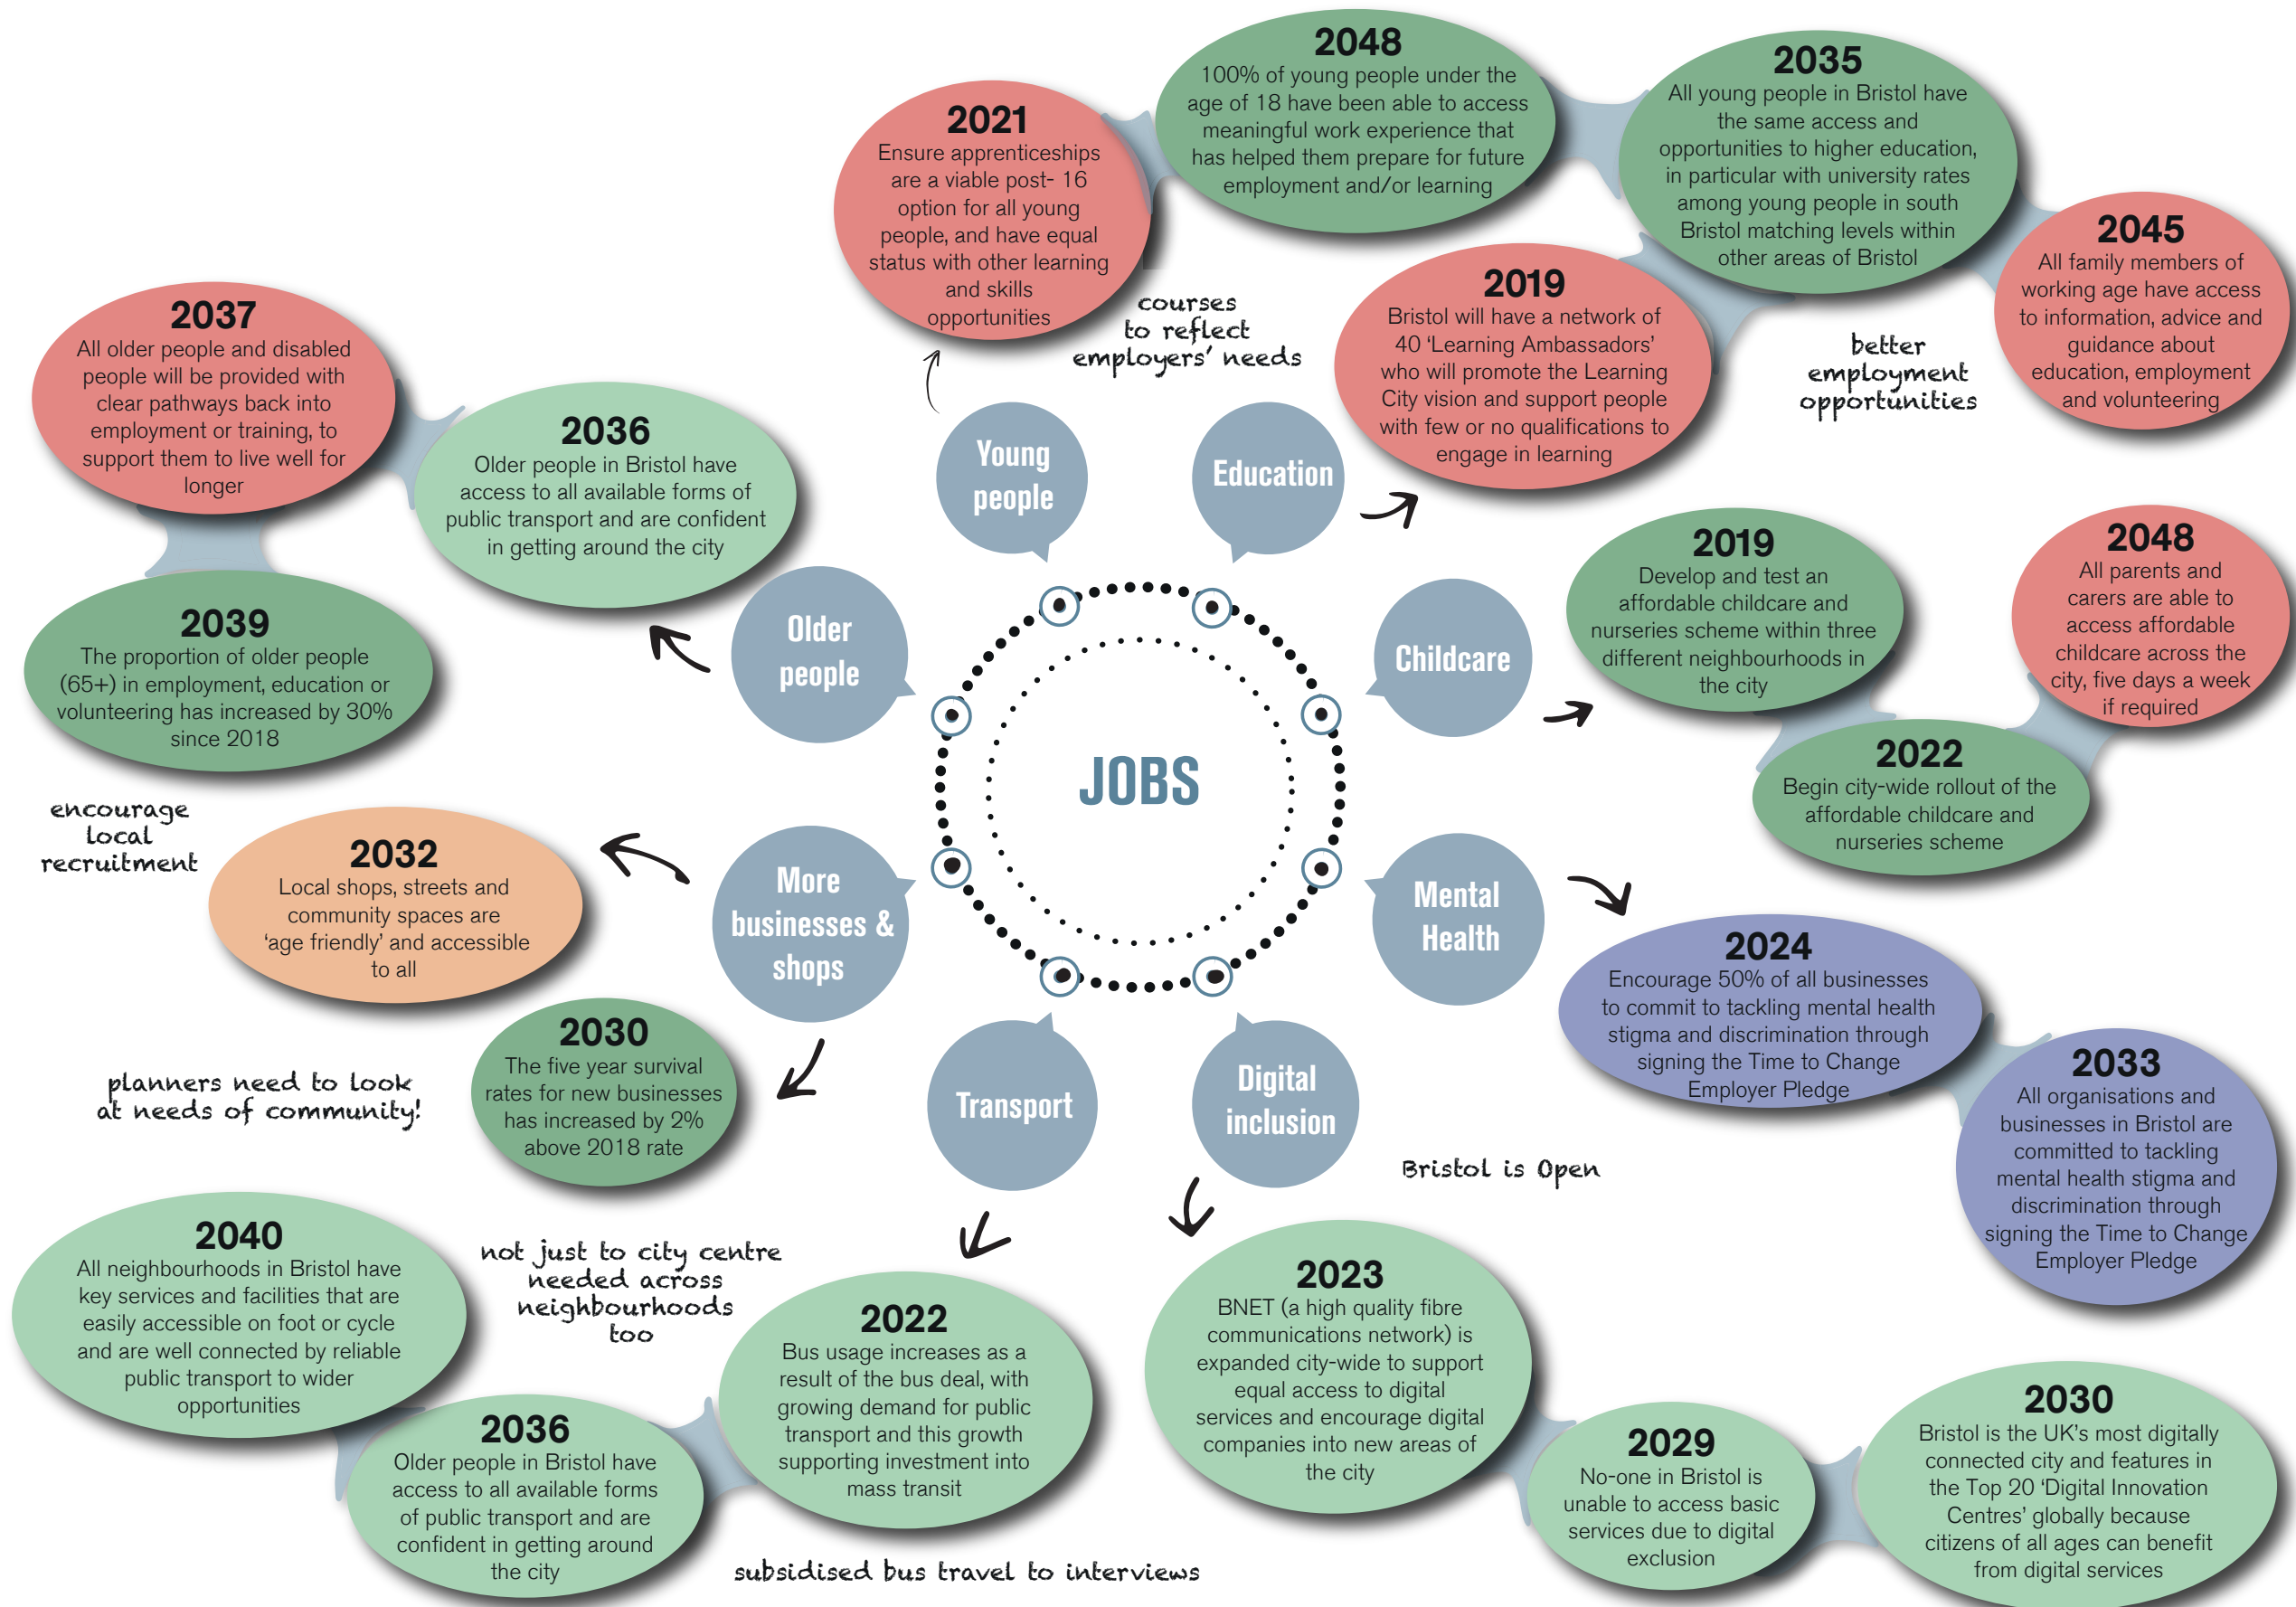 2048
100% of young people under the
age of 18 have been able to access
meaningful work experience that
has helped them prepare for future
employment and/or learning
2035
All young people in Bristol have
the same access and
opportunities to higher education,
in particular with university rates
among young people in south
Bristol matching levels within
other areas of Bristol
2021
Ensure apprenticeships
are a viable post- 16
option for all young
people, and have equal
status with other learning
and skills
opportunities
2045
All family members of
working age have access
to information, advice and
guidance about
education, employment
and volunteering
2019
Bristol will have a network of
40 ‘Learning Ambassadors’
who will promote the Learning
City vision and support people
with few or no qualifications to
engage in learning
courses
to reflect
employers’ needs
better
employment
opportunities
2037
All older people and disabled
people will be provided with
clear pathways back into
employment or training, to
support them to live well for
longer
2036
Older people in Bristol have
access to all available forms of
public transport and are confident
in getting around the city
2039
The proportion of older people
(65+) in employment, education or
volunteering has increased by 30%
since 2018
Young
people
Education
Older
people
Childcare
2019
Develop and test an
affordable childcare and
nurseries scheme within three
different neighbourhoods in
the city
2048
All parents and
carers are able to
access affordable
childcare across the
city, five days a week
if required
2022
Begin city-wide rollout of the
affordable childcare and
nurseries scheme
JOBS
encourage
local
recruitment
2032
Local shops, streets and
community spaces are
‘age friendly’ and accessible
to all
More
businesses &
shops
Mental
Health
2024
Encourage 50% of all businesses
to commit to tackling mental health
stigma and discrimination through
signing the Time to Change
Employer Pledge
2033
All organisations and
businesses in Bristol are
committed to tackling
mental health stigma and
discrimination through
signing the Time to Change
Employer Pledge
2030
The five year survival
rates for new businesses
has increased by 2%
above 2018 rate
planners need to look
at needs of community!
Transport
Digital
inclusion
Bristol is Open
2040
All neighbourhoods in Bristol have
key services and facilities that are
easily accessible on foot or cycle
and are well connected by reliable
public transport to wider
opportunities
not just to city centre
needed across
neighbourhoods
too
2022
Bus usage increases as a
result of the bus deal, with
growing demand for public
transport and this growth
supporting investment into
mass transit
2036
Older people in Bristol have
access to all available forms
of public transport and are
confident in getting around
the city
subsidised bus travel to interviews
2023
BNET (a high quality fibre
communications network) is
expanded city-wide to support
equal access to digital
services and encourage digital
companies into new areas of
the city
2029
No-one in Bristol is
unable to access basic
services due to digital
exclusion
2030
Bristol is the UK’s most digitally
connected city and features in
the Top 20 ‘Digital Innovation
Centres’ globally because
citizens of all ages can benefit
from digital services